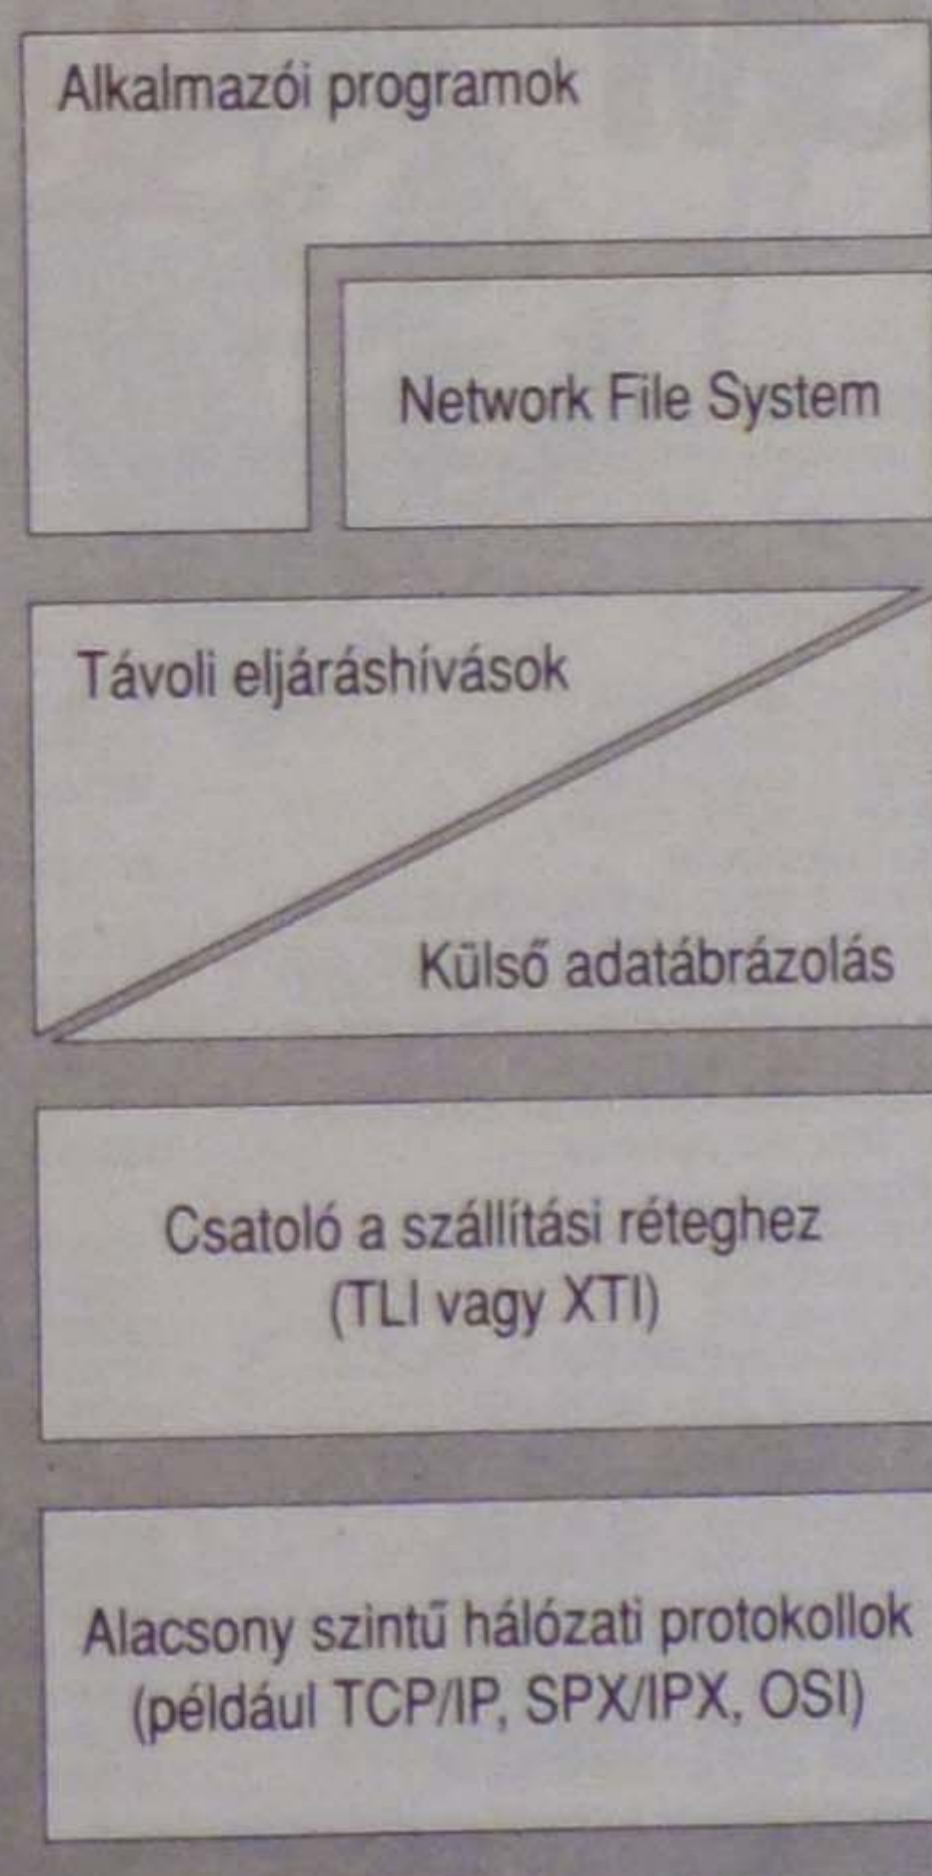 Alkalmazói programok
Network File System
Távoli eljáráshívások
Külső adatábrázolás
Csatoló a szállítási réteghez
(TLI vagy XTI)
Alacsony szintű hálózati protokollok
(például TCP/IP, SPX/IPX, OSI)